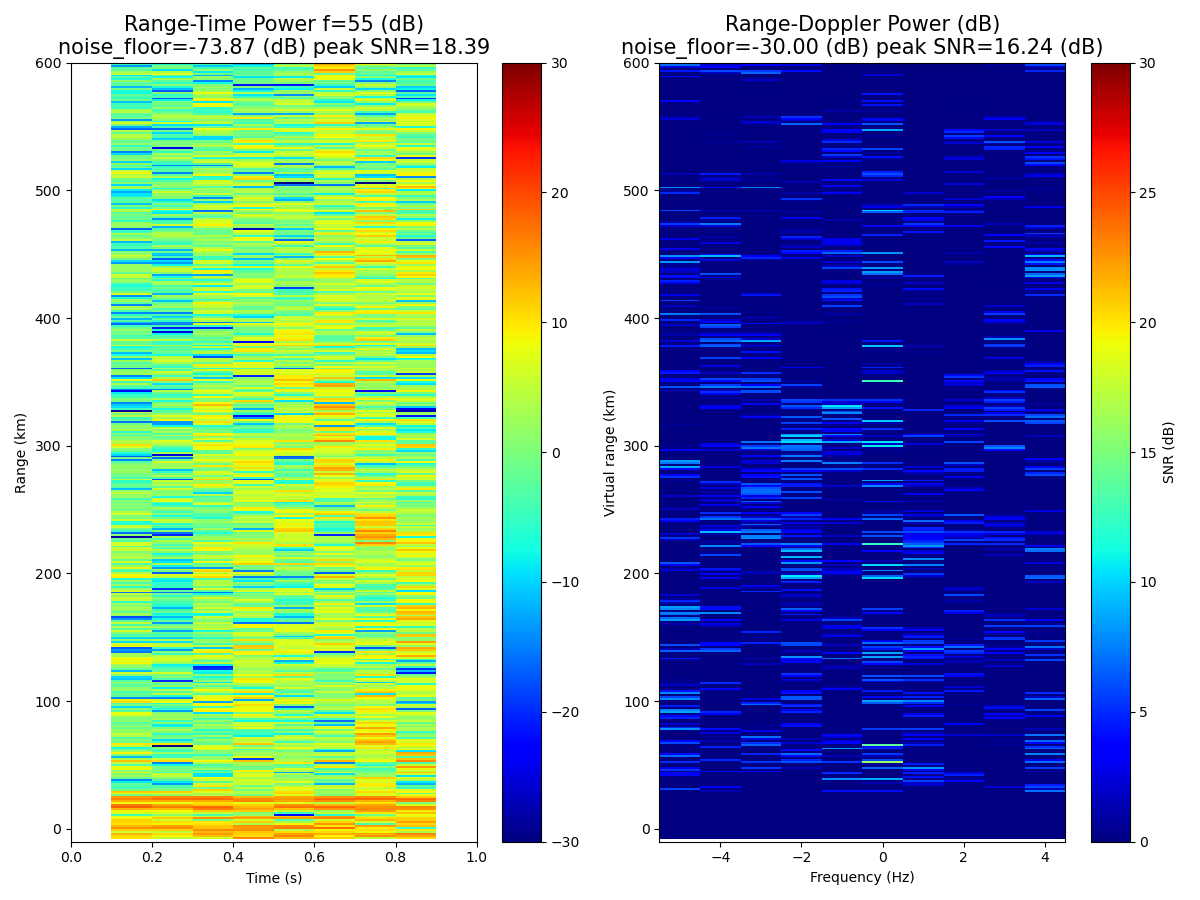 Range-Time Power f=55 (dB)
noise_floor=-73.87 (dB) peak SNR=18.39
Range-Doppler Power (dB)
noise_floor=-30.00 (dB) peak SNR=16.24 (dB)
600
500
400
300
200
100
0
Range (km)
0.0 0.2 0.4 0.6 0.8 1.0
Time (s)
30
20
10
0
−10
−20
−30
600
500
400
300
200
100
0
Virtual range (km)
−4 −2 0 2 4
Frequency (Hz)
30
25
20
15
10
5
0
SNR (dB)